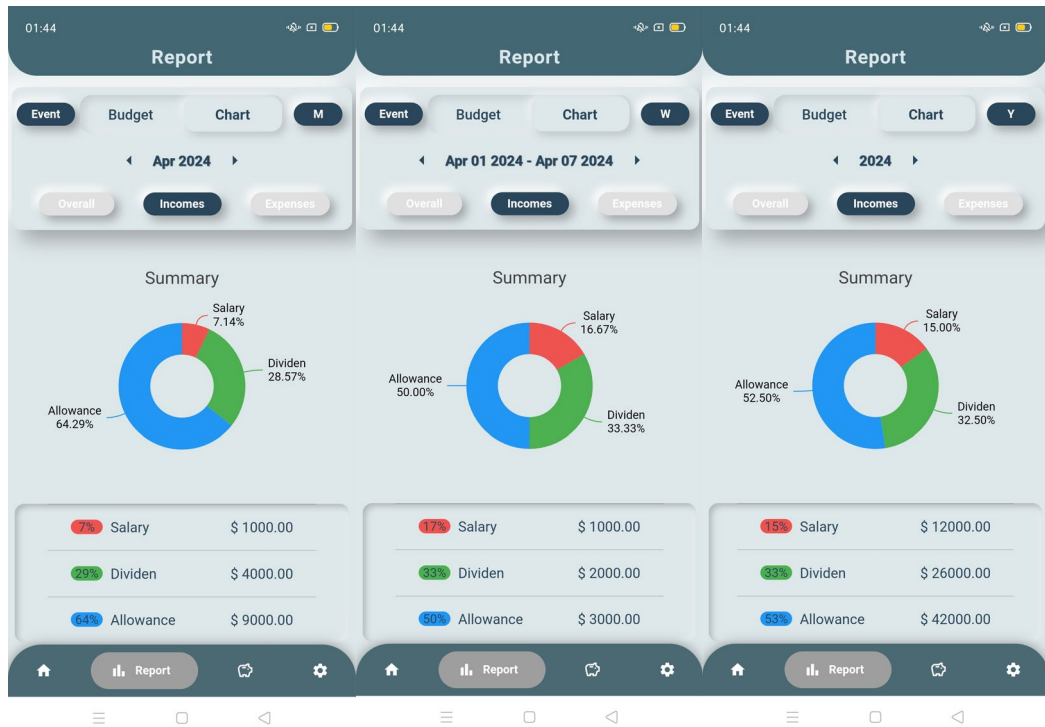 01:44
Report
Event Budget Chart M
Apr 2024
Overall Incomes Expenses
Summary
Salary
7.14%
Dividen
28.57%
Allowance
64.29%
7% Salary $ 1000.00
29% Dividen $ 4000.00
64% Allowance $ 9000.00
Report
01:44
Report
Event Budget Chart W
Apr 01 2024 - Apr 07 2024
Overall Incomes Expenses
Summary
Salary
16.67%
Allowance
50.00%
Dividen
33.33%
17% Salary $ 1000.00
33% Dividen $ 2000.00
50% Allowance $ 3000.00
Report
01:44
Report
Event Budget Chart Y
2024
Overall Incomes Expenses
Summary
Salary
15.00%
Allowance
52.50%
Dividen
32.50%
15% Salary $ 12000.00
33% Dividen $ 26000.00
53% Allowance $ 42000.00
Report